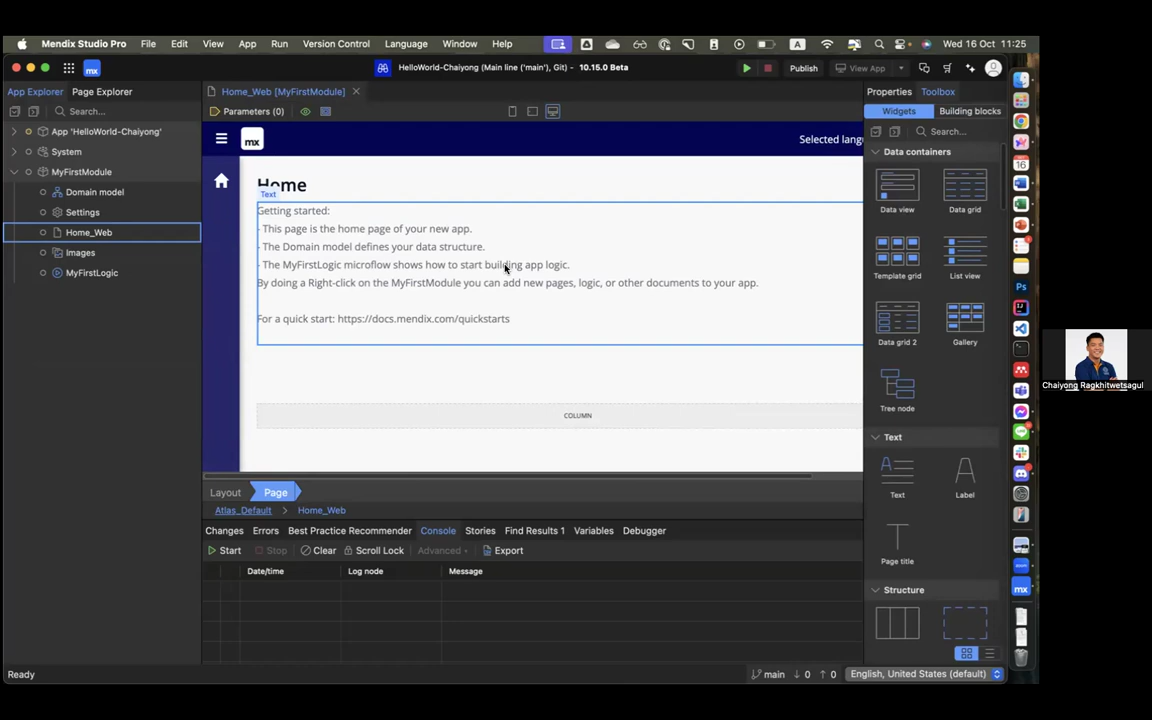 Mendix Studio Pro File Edit View App Run Version Control Language Window Help A Wed 16 Oct 11:25
mx HelloWorld-Chaiyong (Main line ('main'), Git) - 10.15.0 Beta Publish View App
App Explorer Page Explorer
Search...
App 'HelloWorld-Chaiyong'
System
MyFirstModule
Domain model
Settings
Home_Web
Images
MyFirstLogic
Home_Web [MyFirstModule]
Parameters (0)
mx Selected langu
Home
Text
Getting started:
- This page is the home page of your new app.
- The Domain model defines your data structure.
- The MyFirstLogic microflow shows how to start building app logic.
By doing a Right-click on the MyFirstModule you can add new pages, logic, or other documents to your app.
For a quick start: https://docs.mendix.com/quickstarts
COLUMN
Layout Page
Atlas_Default > Home_Web
Changes Errors Best Practice Recommender Console Stories Find Results 1 Variables Debugger
Start Stop Clear Scroll Lock Advanced Export
Date/time Log node Message
Properties Toolbox
Widgets Building blocks
Search...
Data containers
Data view Data grid
Template grid List view
Data grid 2 Gallery
Tree node
Text
Text Label
Page title
Structure
Ready main 0 0 English, United States (default)
16
Ps
mx
Chaiyong Ragkhitwetsagul